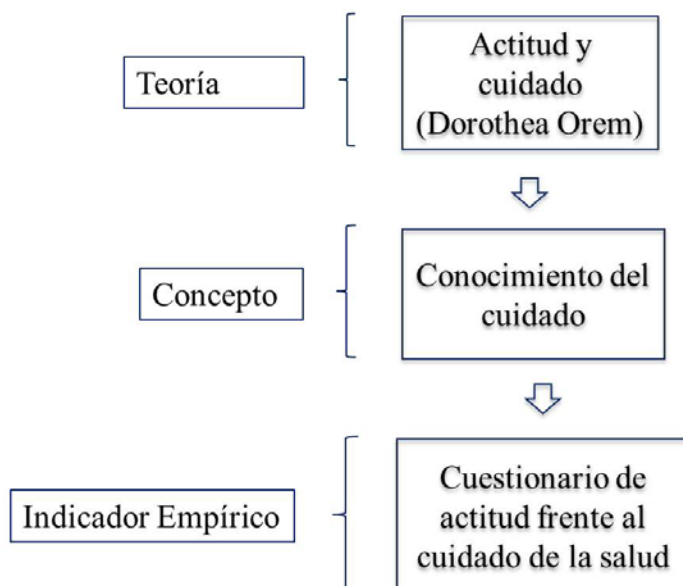 Teoría
Actitud y
cuidado
(Dorothea Orem)
Concepto
Conocimiento del
cuidado
Indicador Empírico
Cuestionario de
actitud frente al
cuidado de la salud